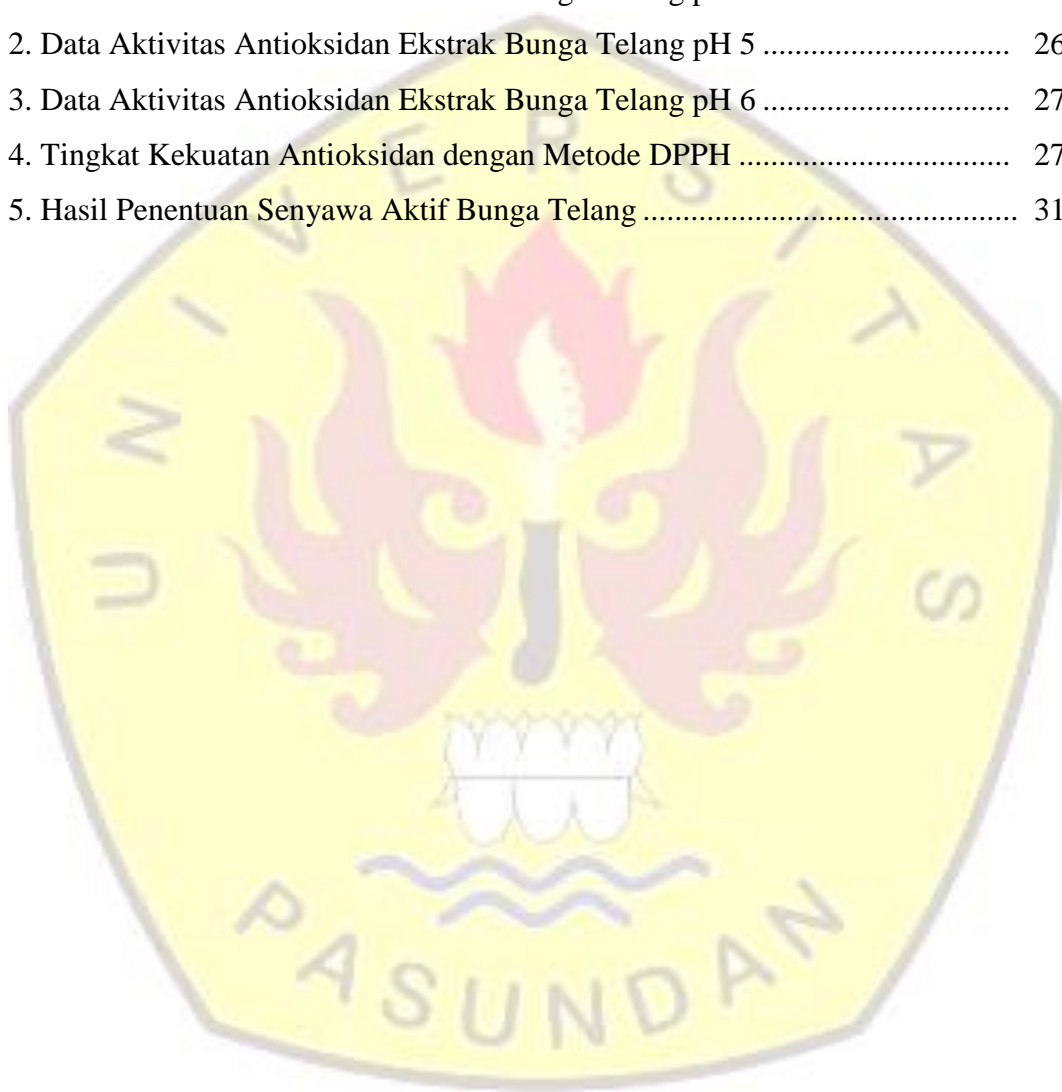 2. Data Aktivitas Antioksidan Ekstrak Bunga Telang pH 5 .............................. 26
3. Data Aktivitas Antioksidan Ekstrak Bunga Telang pH 6 .............................. 27
4. Tingkat Kekuatan Antioksidan dengan Metode DPPH ................................. 27
5. Hasil Penentuan Senyawa Aktif Bunga Telang ............................................. 31
UNIVERSITAS
PASUNDAN